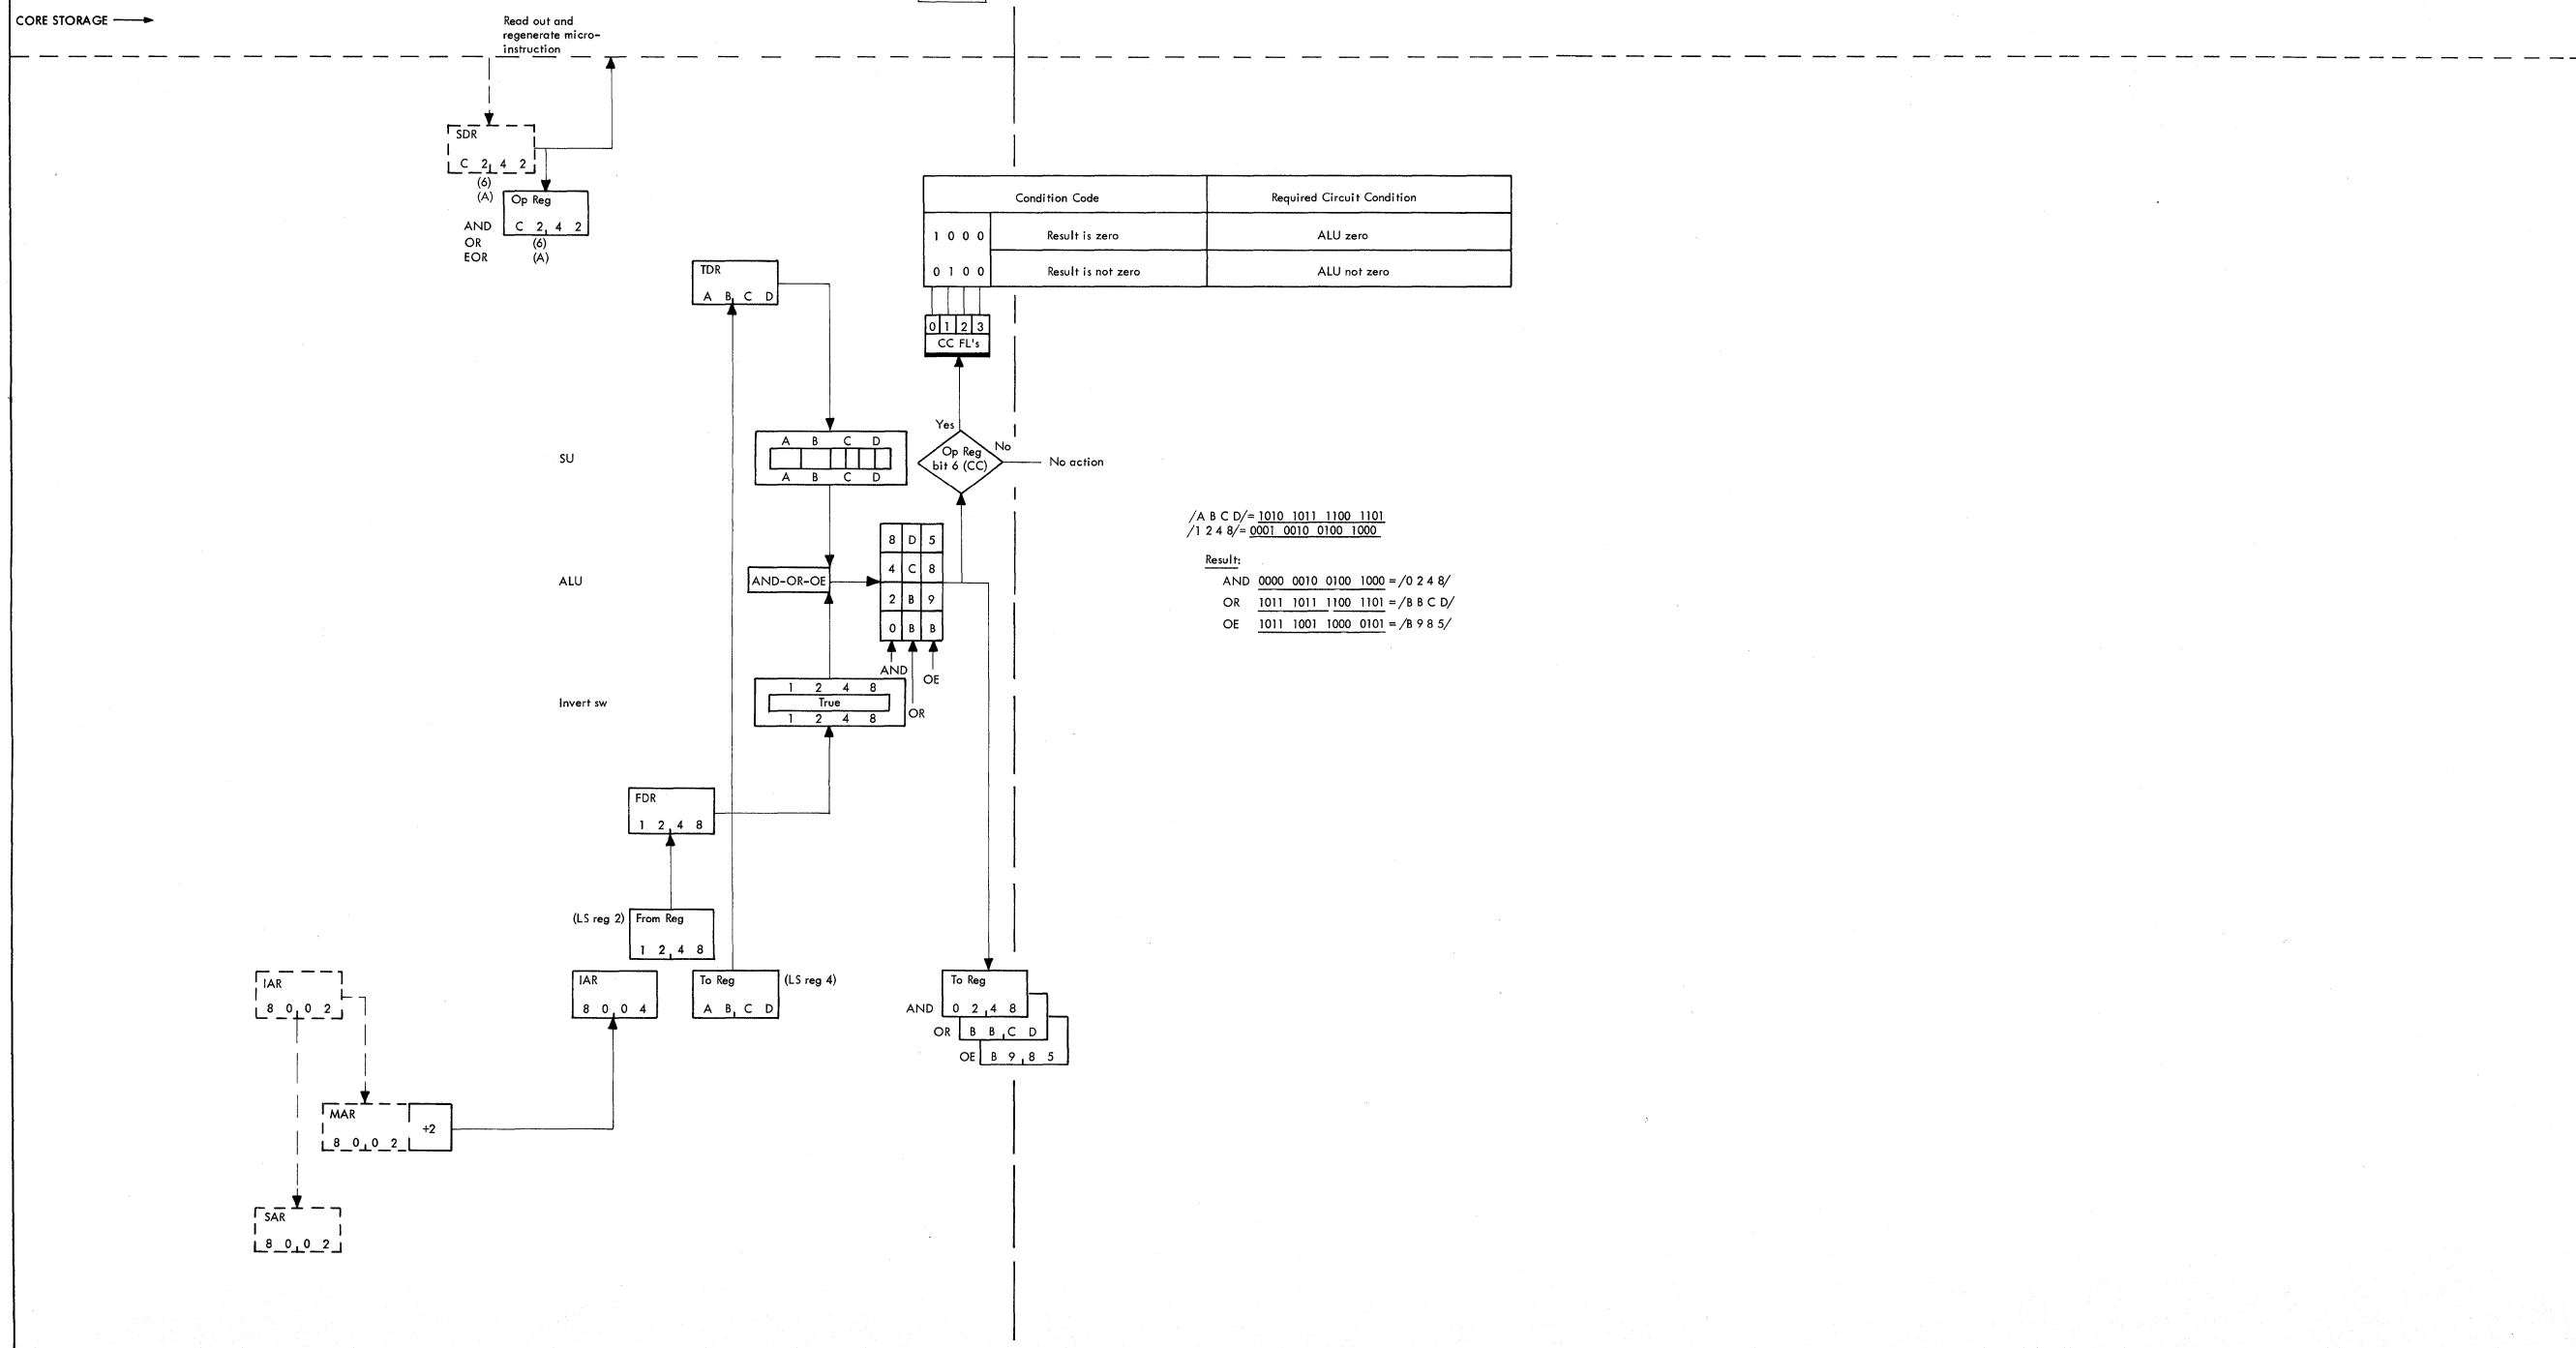 CORE STORAGE
Read out and
regenerate micro-
instruction
SDR
C 2 4 2
(6)
(A)
Op Reg
C 2 4 2
AND
OR
EOR
(6)
(A)
TDR
A B C D
Condition Code
Required Circuit Condition
1 0 0 0
Result is zero
ALU zero
0 1 0 0
Result is not zero
ALU not zero
0 1 2 3
CC FL's
Yes
Op Reg
bit 6 (CC)
No
No action
SU
A B C D
A B C D
/A B C D/= 1010 1011 1100 1101
/1 2 4 8/= 0001 0010 0100 1000
Result:
AND 0000 0010 0100 1000 = /0 2 4 8/
OR 1011 1011 1100 1101 = /B B C D/
OE 1011 1001 1000 0101 = /B 9 8 5/
ALU
AND-OR-OE
8 D 5
4 C 8
2 B 9
0 B B
AND
OE
OR
Invert sw
1 2 4 8
True
1 2 4 8
FDR
1 2 4 8
(LS reg 2)
From Reg
1 2 4 8
IAR
8 0 0 2
IAR
8 0 0 4
To Reg
A B C D
(LS reg 4)
To Reg
AND 0 2 4 8
OR B B C D
OE B 9 8 5
MAR
8 0 0 2
+2
SAR
8 0 0 2